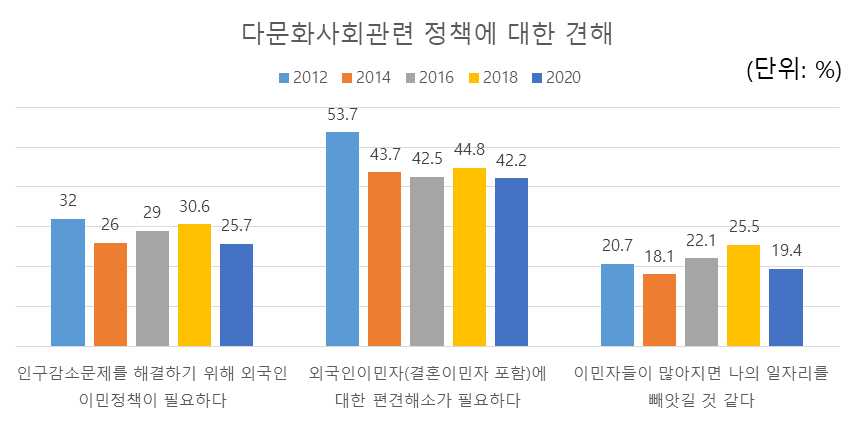 다문화사회관련 정책에 대한 견해
2012 2014 2016 2018 2020
(단위: %)
32 26 29 30.6 25.7
53.7 43.7 42.5 44.8 42.2
20.7 18.1 22.1 25.5 19.4
인구감소문제를 해결하기 위해 외국인
이민정책이 필요하다
외국인이민자(결혼이민자 포함)에
대한 편견해소가 필요하다
이민자들이 많아지면 나의 일자리를
빼앗길 것 같다